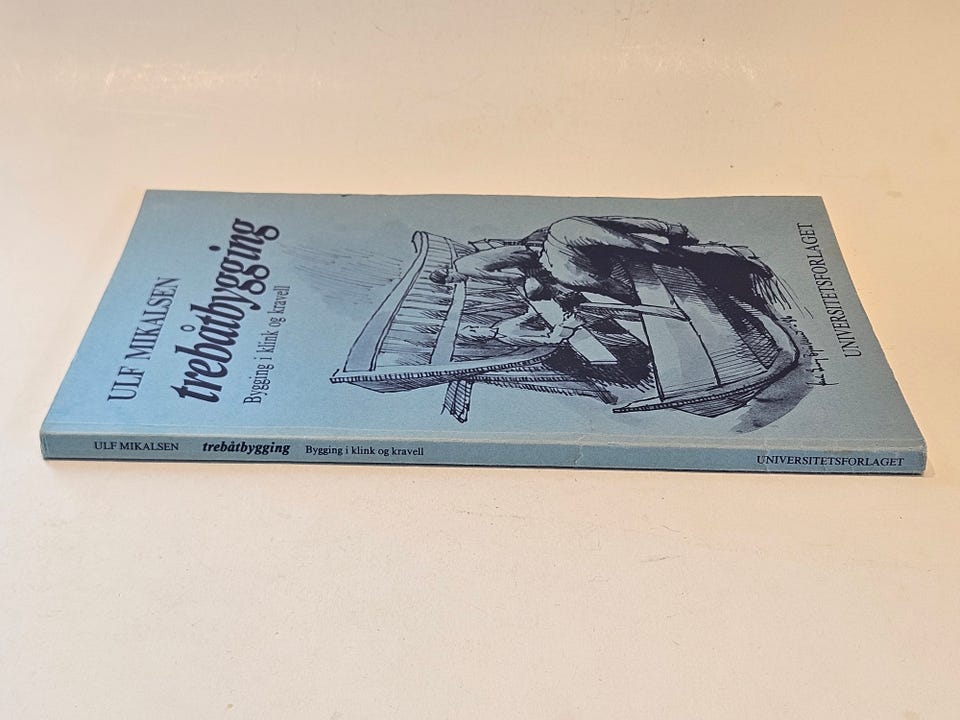 ULF MIKALSEN
trebåtbygging
Bygging i klink og kravell
UNIVERSITETSFORLAGET
ULF MIKALSEN trebåtbygging Bygging i klink og kravell UNIVERSITETSFORLAGET